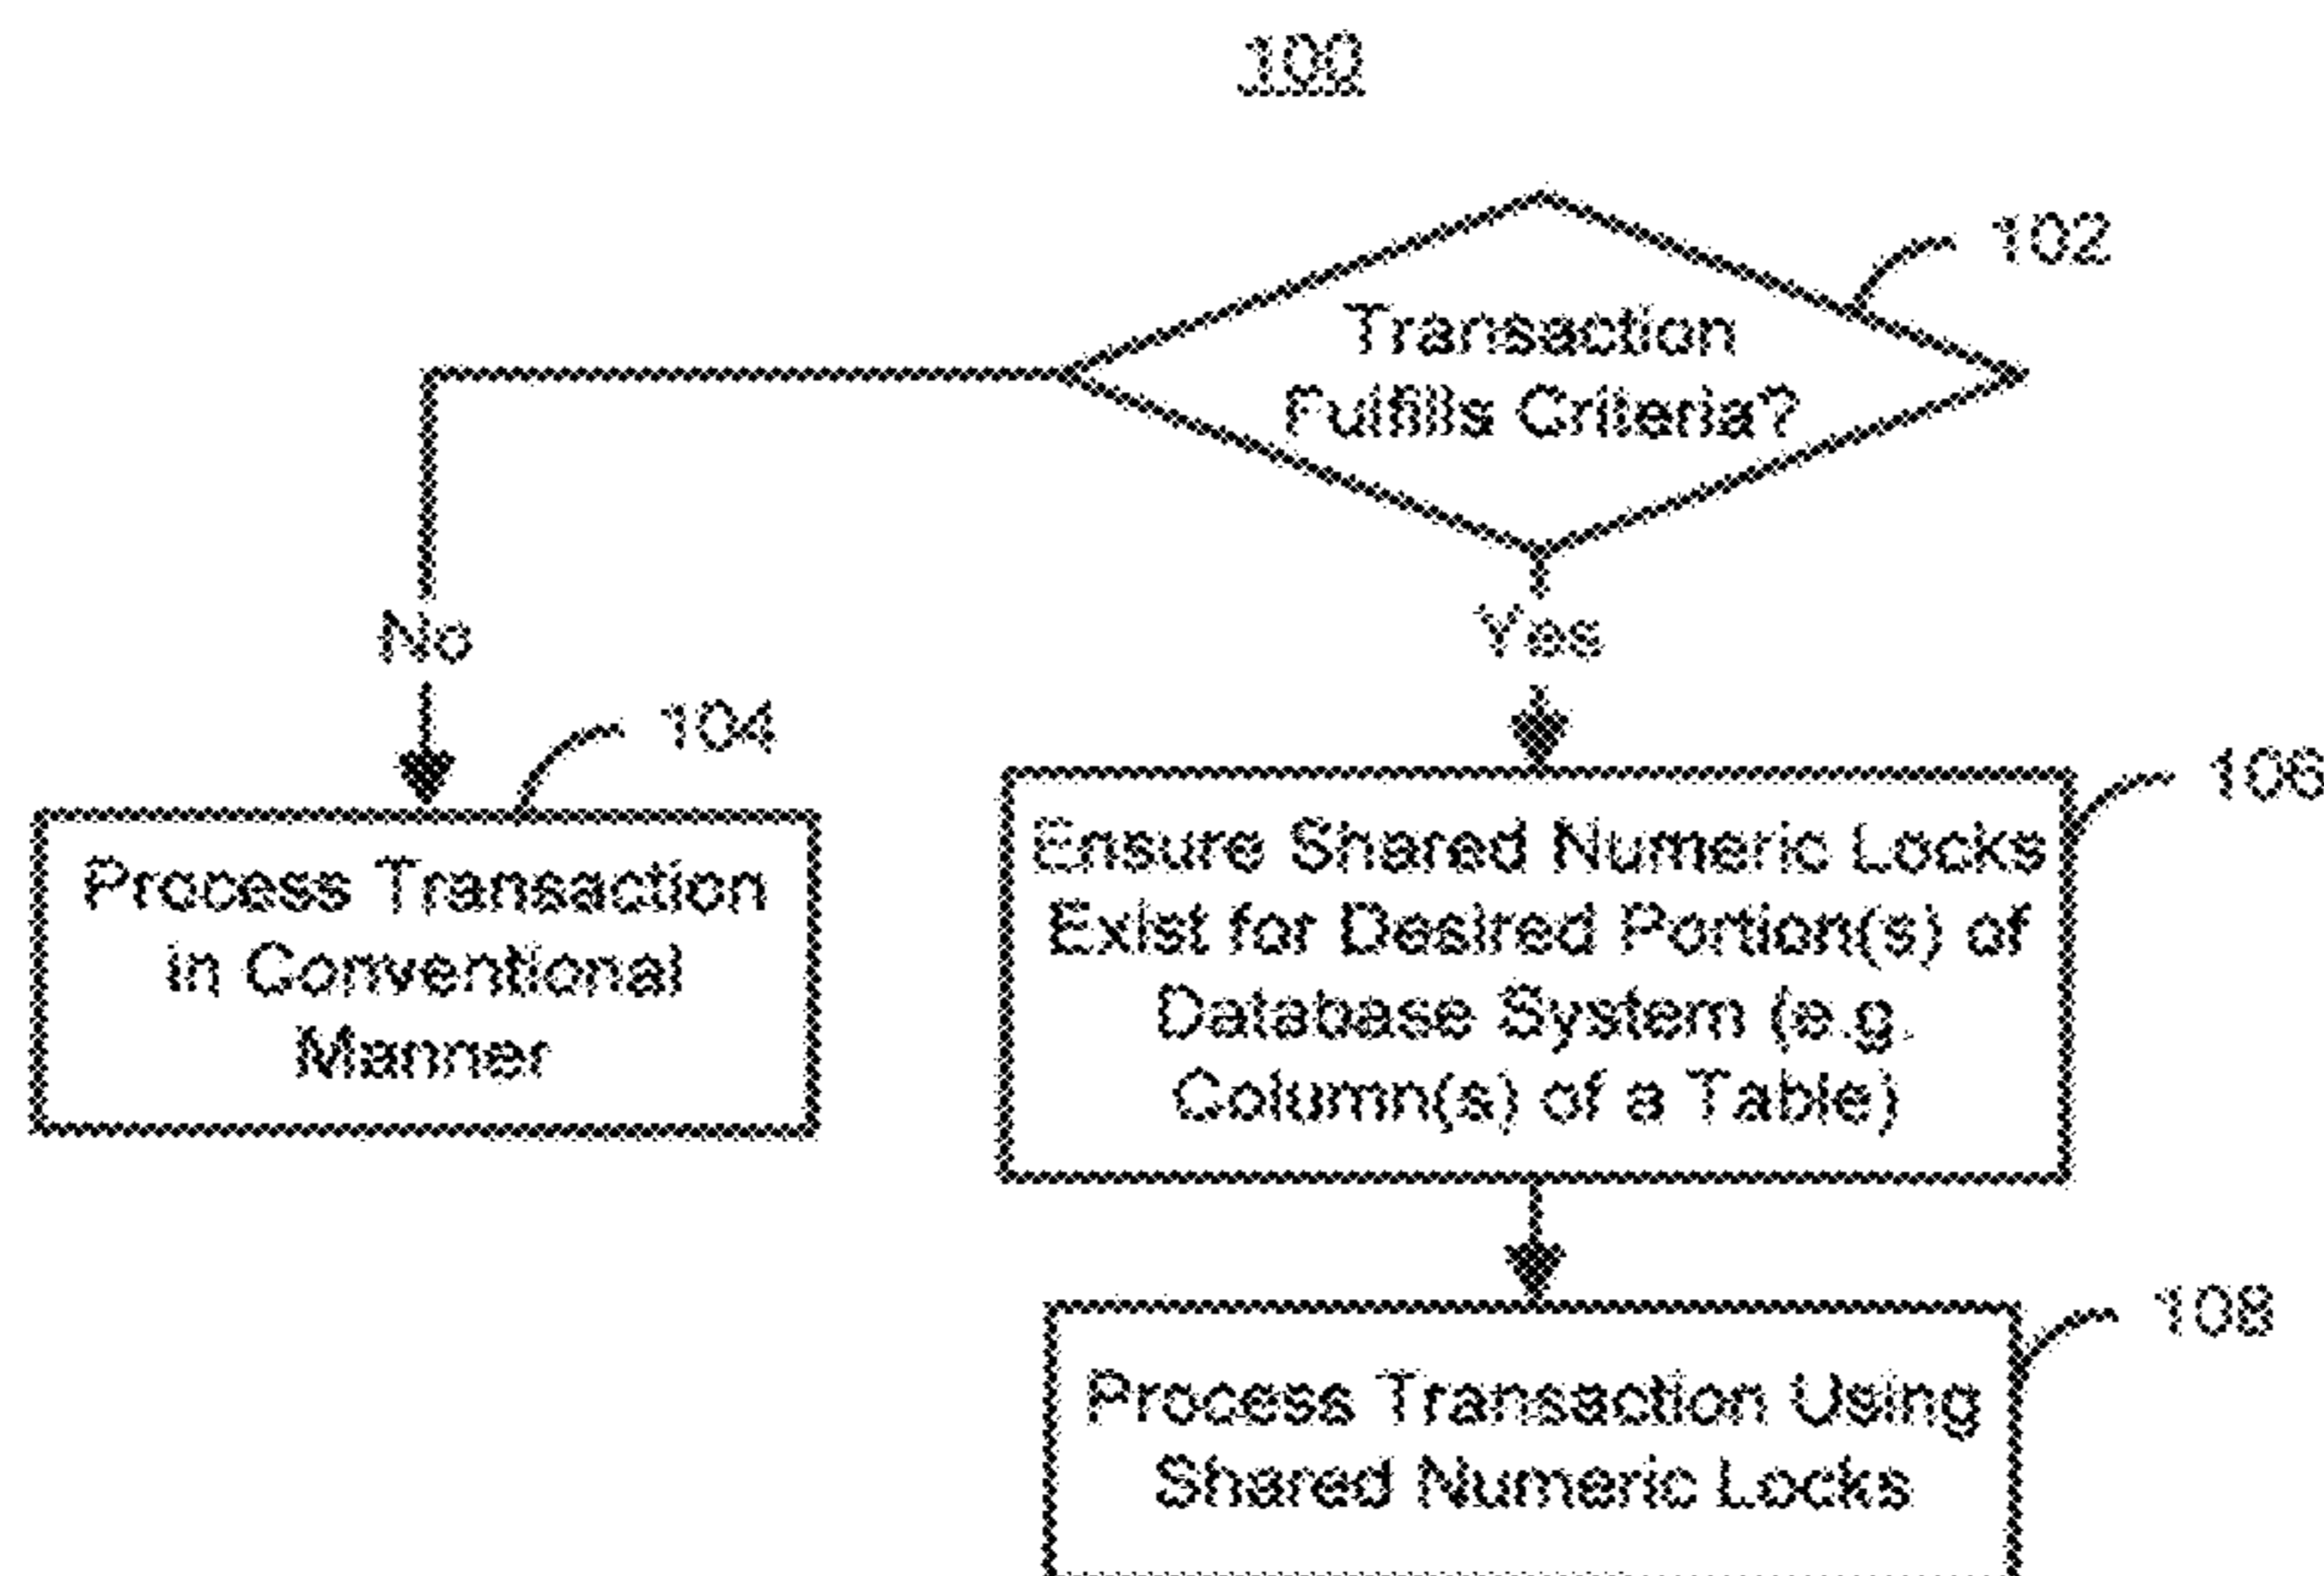 100
102
Transaction
Fulfills Criteria?
No
Yes
104
106
Process Transaction
in Conventional
Manner
Ensure Shared Numeric Locks
Exist for Desired Portion(s) of
Database System (e.g.
Column(s) of a Table)
108
Process Transaction Using
Shared Numeric Locks